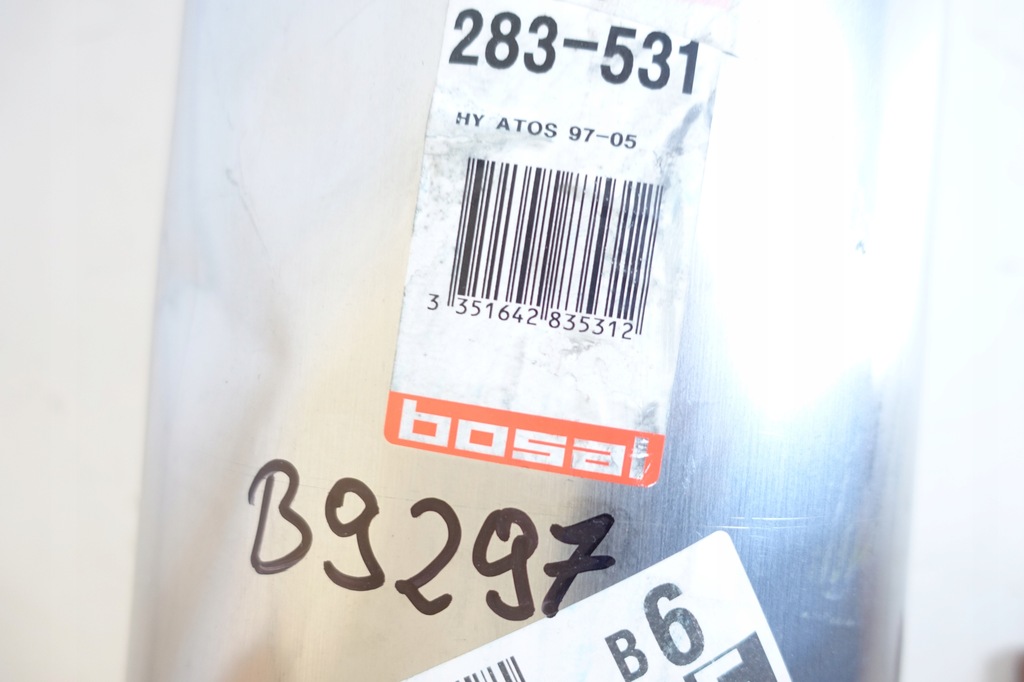 283-531
HY ATOS 97-05
3 351642 835312
bosal
B9297
B6